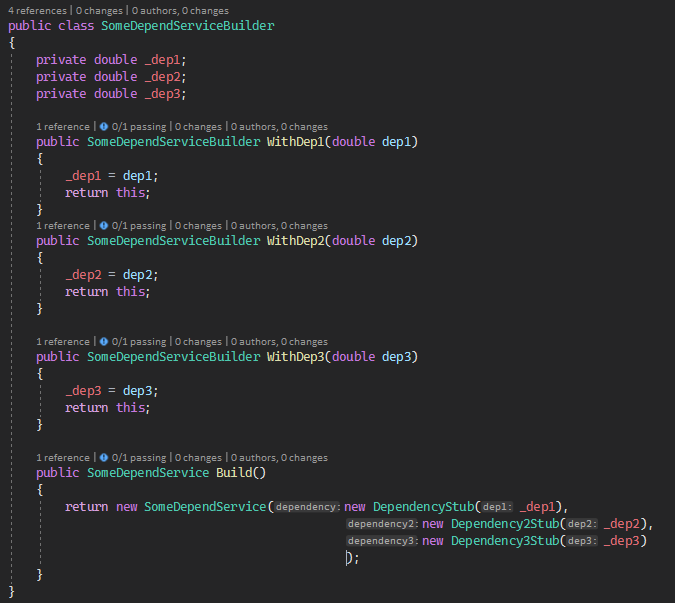 4 references | 0 changes | 0 authors, 0 changes
public class SomeDependServiceBuilder
{
private double _dep1;
private double _dep2;
private double _dep3;
1 reference | 0/1 passing | 0 changes | 0 authors, 0 changes
public SomeDependServiceBuilder WithDep1(double dep1)
{
_dep1 = dep1;
return this;
}
1 reference | 0/1 passing | 0 changes | 0 authors, 0 changes
public SomeDependServiceBuilder WithDep2(double dep2)
{
_dep2 = dep2;
return this;
}
1 reference | 0/1 passing | 0 changes | 0 authors, 0 changes
public SomeDependServiceBuilder WithDep3(double dep3)
{
_dep3 = dep3;
return this;
}
1 reference | 0/1 passing | 0 changes | 0 authors, 0 changes
public SomeDependService Build()
{
return new SomeDependService(dependency: new DependencyStub(dep1: _dep1),
dependency2: new Dependency2Stub(dep2: _dep2),
dependency3: new Dependency3Stub(dep3: _dep3)
);
}
}